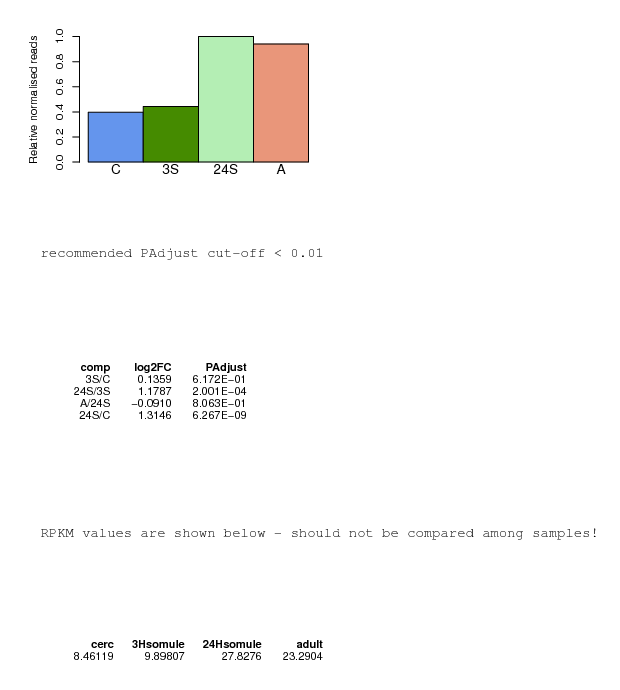 Relative normalised reads
1.0
0.8
0.6
0.4
0.2
0.0
C 3S 24S A
recommended PAdjust cut-off < 0.01
comp log2FC PAdjust
3S/C 0.1359 6.172E-01
24S/3S 1.1787 2.001E-04
A/24S -0.0910 8.063E-01
24S/C 1.3146 6.267E-09
RPKM values are shown below - should not be compared among samples!
cerc 3Hsomule 24Hsomule adult
8.46119 9.89807 27.8276 23.2904